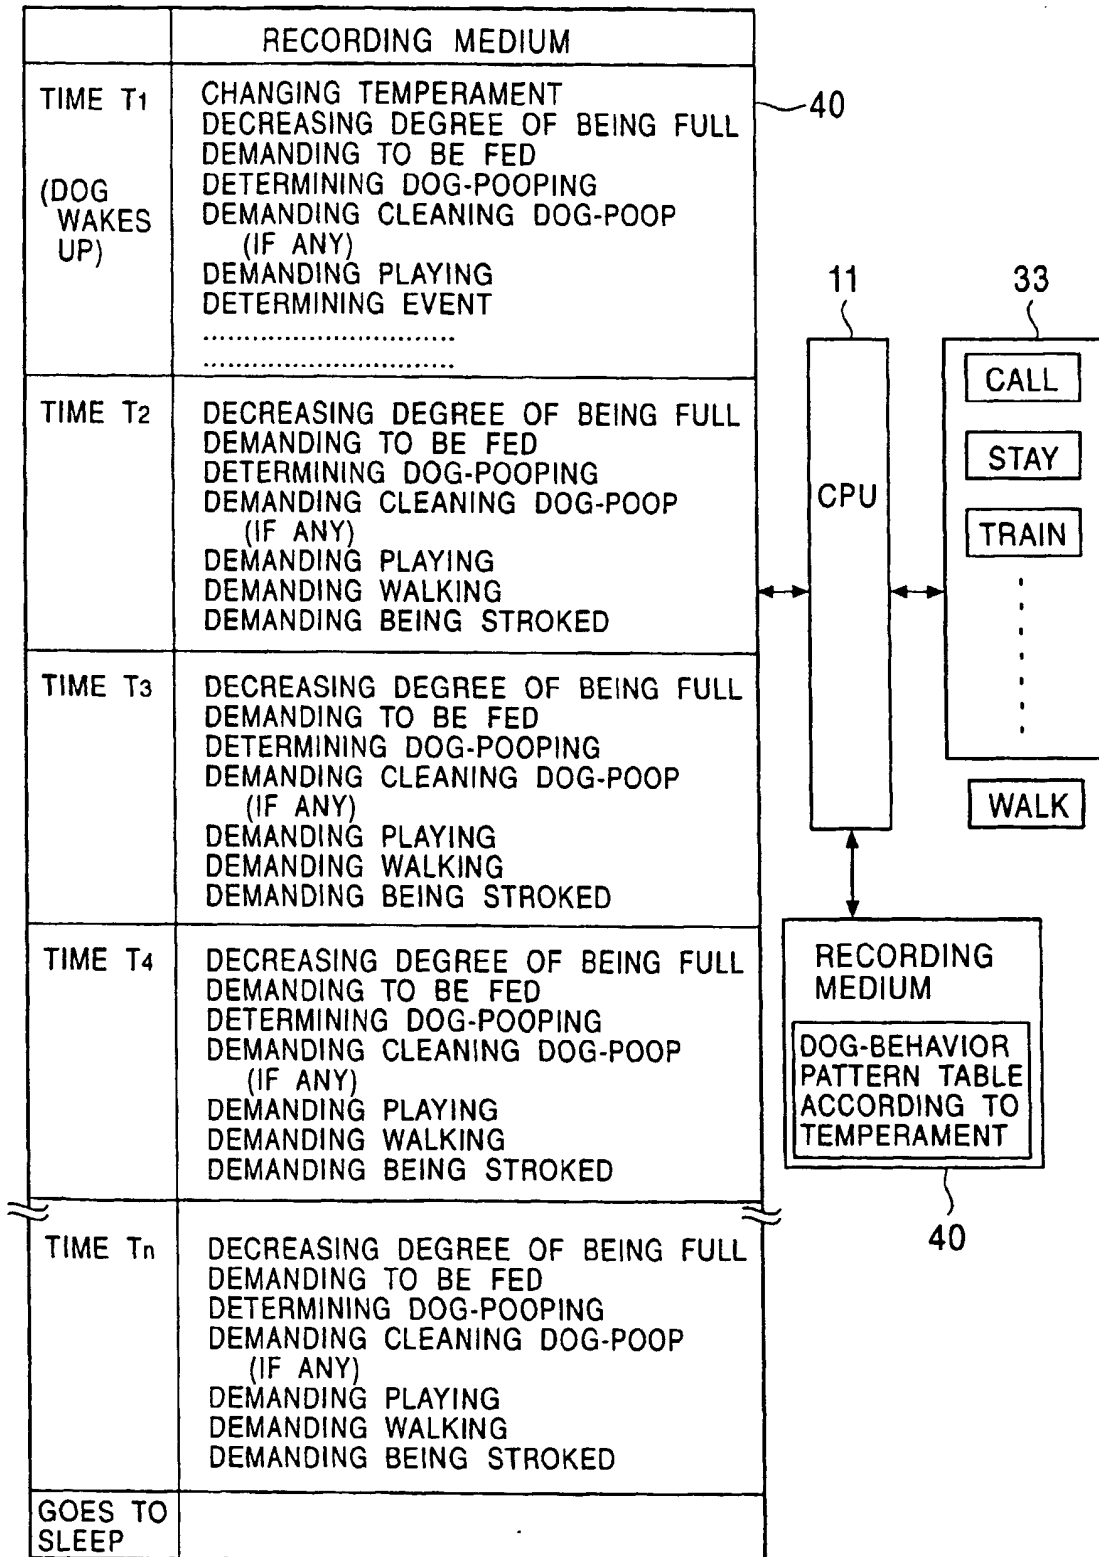 RECORDING MEDIUM
TIME T1
(DOG
WAKES
UP)
CHANGING TEMPERAMENT
DECREASING DEGREE OF BEING FULL
DEMANDING TO BE FED
DETERMINING DOG-POOPING
DEMANDING CLEANING DOG-POOP
(IF ANY)
DEMANDING PLAYING
DETERMINING EVENT
..............................
..............................
40
TIME T2
DECREASING DEGREE OF BEING FULL
DEMANDING TO BE FED
DETERMINING DOG-POOPING
DEMANDING CLEANING DOG-POOP
(IF ANY)
DEMANDING PLAYING
DEMANDING WALKING
DEMANDING BEING STROKED
TIME T3
DECREASING DEGREE OF BEING FULL
DEMANDING TO BE FED
DETERMINING DOG-POOPING
DEMANDING CLEANING DOG-POOP
(IF ANY)
DEMANDING PLAYING
DEMANDING WALKING
DEMANDING BEING STROKED
TIME T4
DECREASING DEGREE OF BEING FULL
DEMANDING TO BE FED
DETERMINING DOG-POOPING
DEMANDING CLEANING DOG-POOP
(IF ANY)
DEMANDING PLAYING
DEMANDING WALKING
DEMANDING BEING STROKED
TIME Tn
DECREASING DEGREE OF BEING FULL
DEMANDING TO BE FED
DETERMINING DOG-POOPING
DEMANDING CLEANING DOG-POOP
(IF ANY)
DEMANDING PLAYING
DEMANDING WALKING
DEMANDING BEING STROKED
GOES TO
SLEEP
11
CPU
33
CALL
STAY
TRAIN
WALK
RECORDING
MEDIUM
DOG-BEHAVIOR
PATTERN TABLE
ACCORDING TO
TEMPERAMENT
40